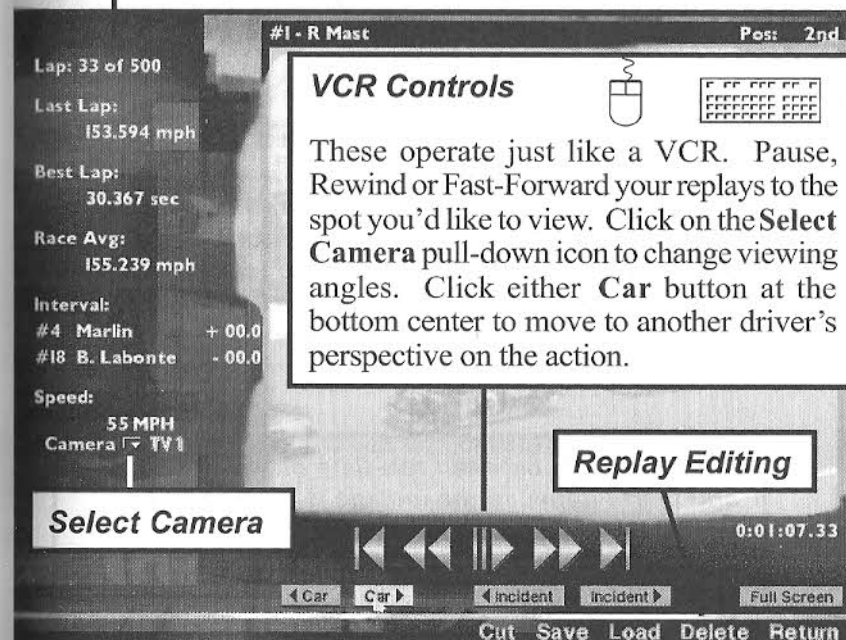 #1 - R Mast Pos: 2nd
Lap: 33 of 500
Last Lap:
153.594 mph
Best Lap:
30.367 sec
Race Avg:
155.239 mph
Interval:
#4 Marlin + 00.0
#18 B. Labonte - 00.0
Speed:
55 MPH
Camera TV1
VCR Controls
These operate just like a VCR. Pause,
Rewind or Fast-Forward your replays to the
spot you'd like to view. Click on the Select
Camera pull-down icon to change viewing
angles. Click either Car button at the
bottom center to move to another driver's
perspective on the action.
Replay Editing
Select Camera
0:01:07.33
Car Car Incident Incident Full Screen
Cut Save Load Delete Return